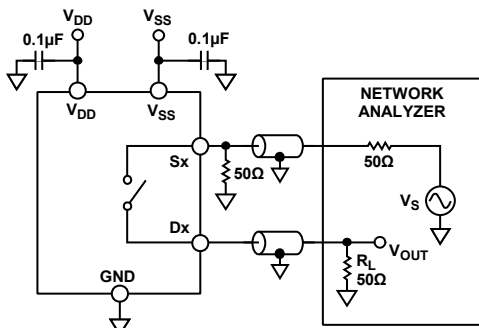 VDD VSS
0.1µF 0.1µF
VDD VSS
NETWORK
ANALYZER
Sx
50Ω
50Ω
VS
Dx
VOUT
RL
50Ω
GND